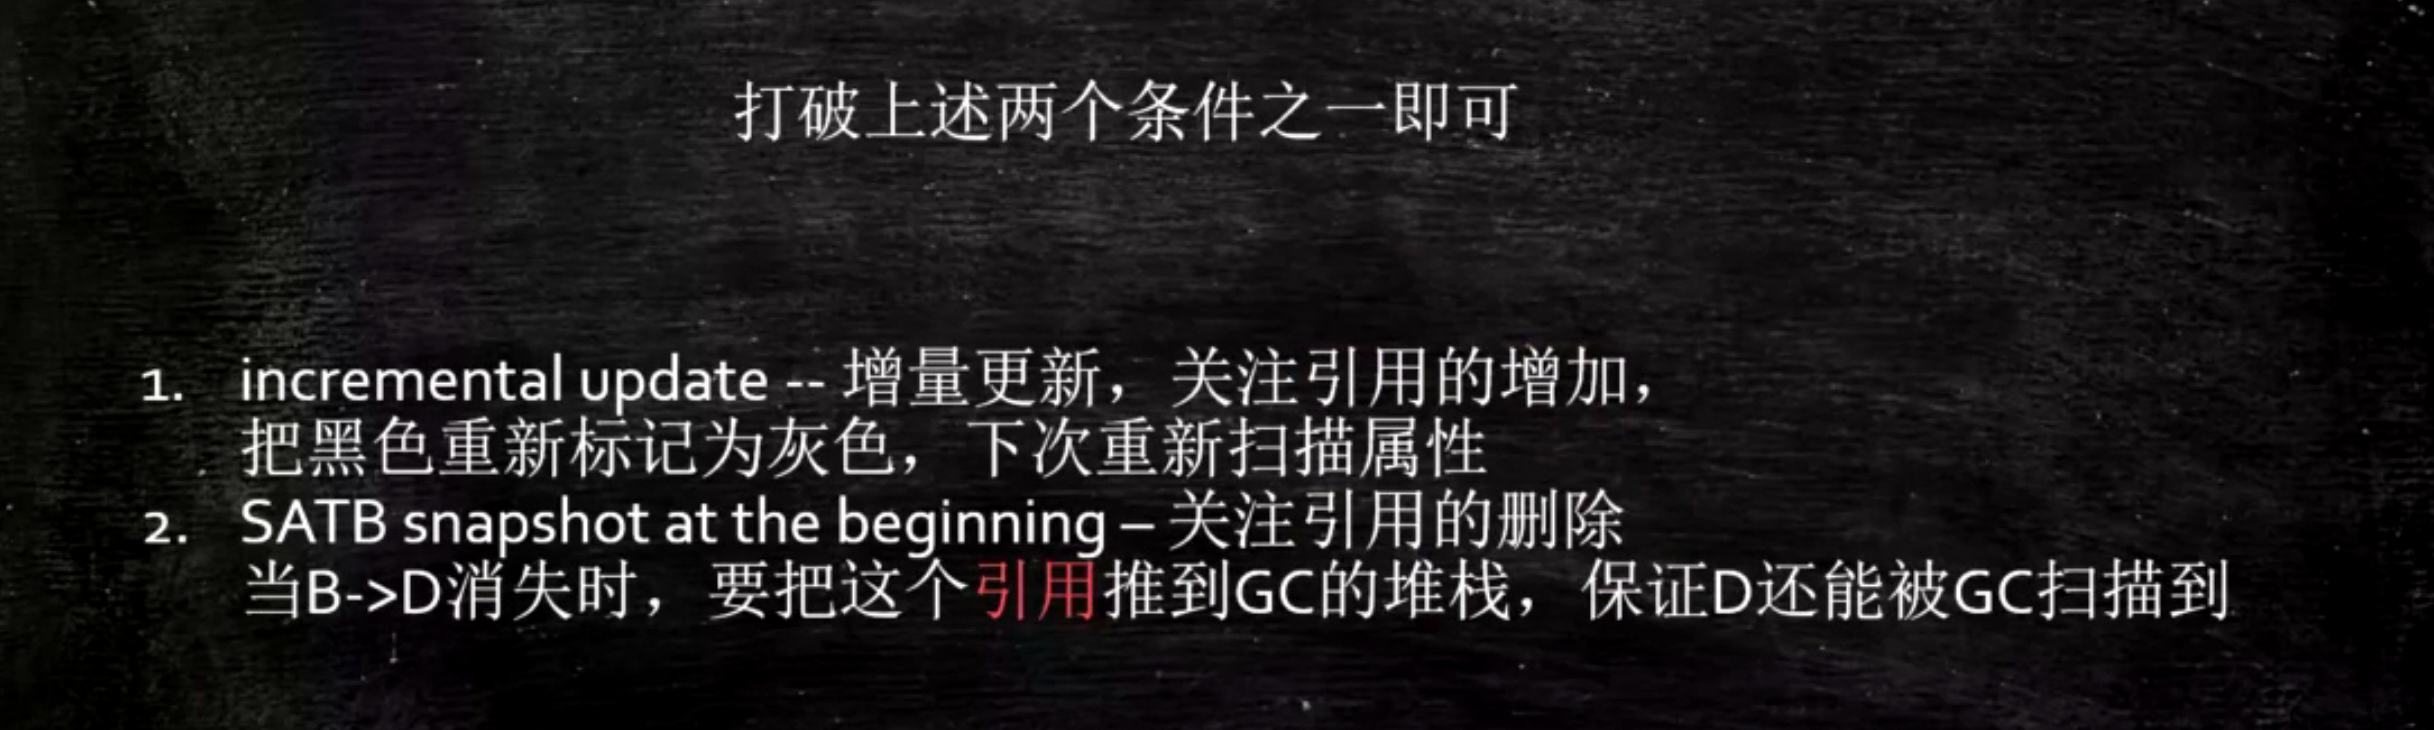 打破上述两个条件之一即可
1. incremental update -- 增量更新，关注引用的增加，
把黑色重新标记为灰色，下次重新扫描属性
2. SATB snapshot at the beginning – 关注引用的删除
当B->D消失时，要把这个引用推到GC的堆栈，保证D还能被GC扫描到